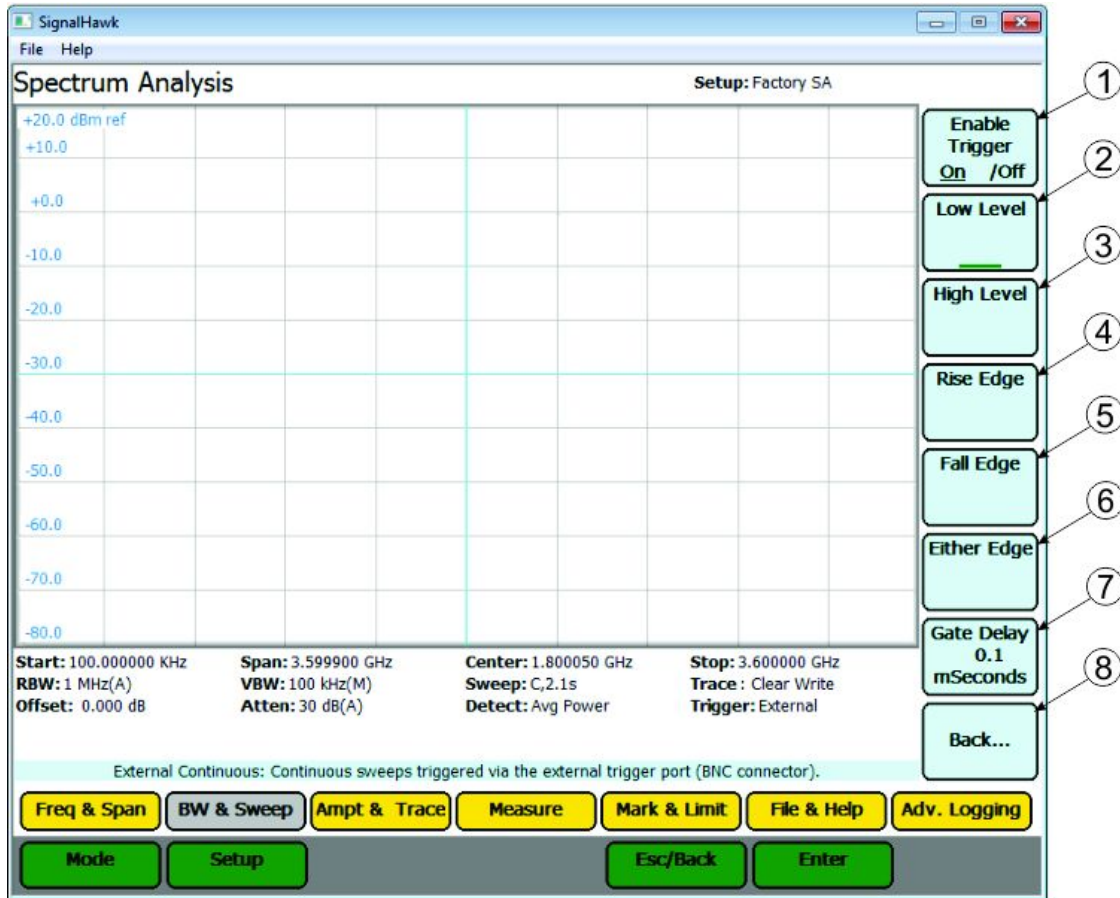 SignalHawk
File Help
Spectrum Analysis
Setup: Factory SA
+20.0 dBm ref
+10.0
+0.0
-10.0
-20.0
-30.0
-40.0
-50.0
-60.0
-70.0
-80.0
Enable
Trigger
On /Off
Low Level
High Level
Rise Edge
Fall Edge
Either Edge
Gate Delay
0.1
mSeconds
Back...
1
2
3
4
5
6
7
8
Start: 100.000000 KHz Span: 3.599900 GHz Center: 1.800050 GHz Stop: 3.600000 GHz
RBW: 1 MHz(A) VBW: 100 kHz(M) Sweep: C,2.1s Trace : Clear Write
Offset: 0.000 dB Atten: 30 dB(A) Detect: Avg Power Trigger: External
External Continuous: Continuous sweeps triggered via the external trigger port (BNC connector).
Freq & Span BW & Sweep Ampt & Trace Measure Mark & Limit File & Help Adv. Logging
Mode Setup Esc/Back Enter